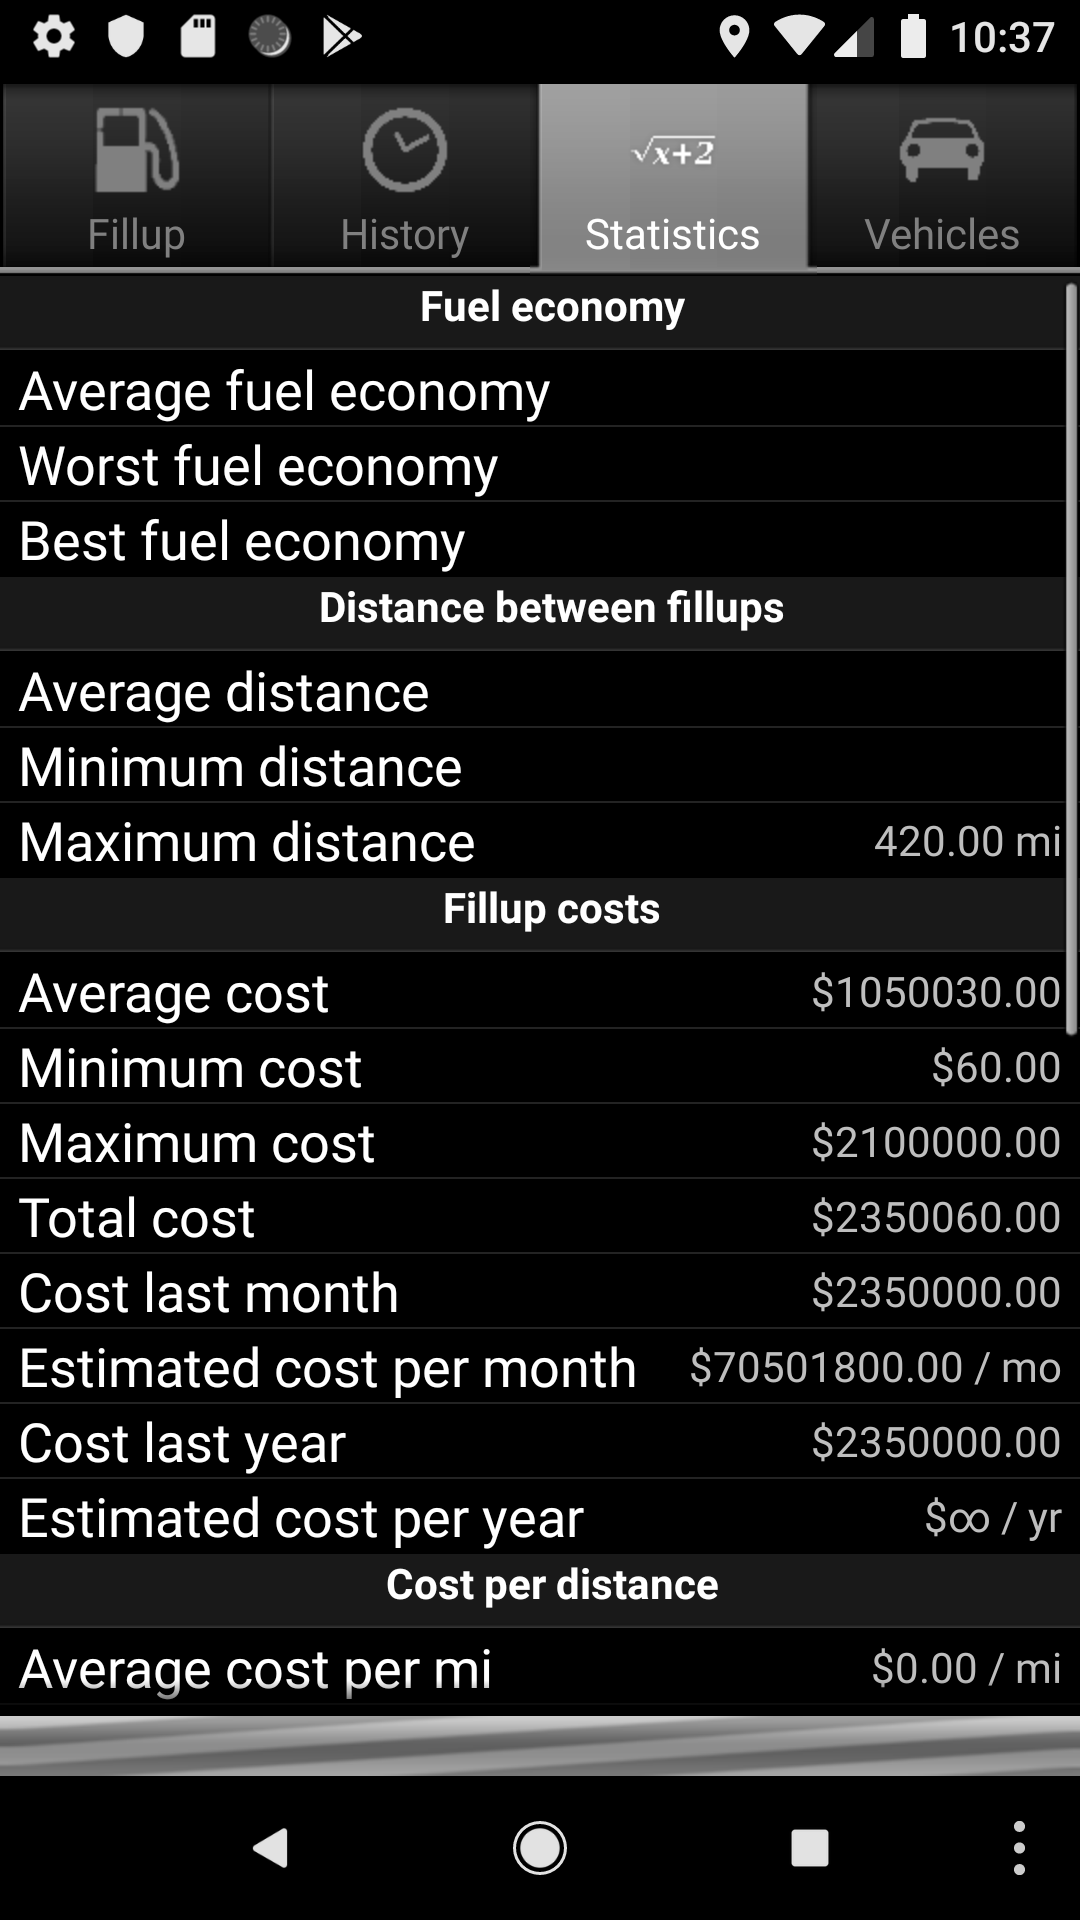 10:37
√x+2
Fillup History Statistics Vehicles
Fuel economy
Average fuel economy
Worst fuel economy
Best fuel economy
Distance between fillups
Average distance
Minimum distance
Maximum distance 420.00 mi
Fillup costs
Average cost $1050030.00
Minimum cost $60.00
Maximum cost $2100000.00
Total cost $2350060.00
Cost last month $2350000.00
Estimated cost per month $70501800.00 / mo
Cost last year $2350000.00
Estimated cost per year $∞ / yr
Cost per distance
Average cost per mi $0.00 / mi